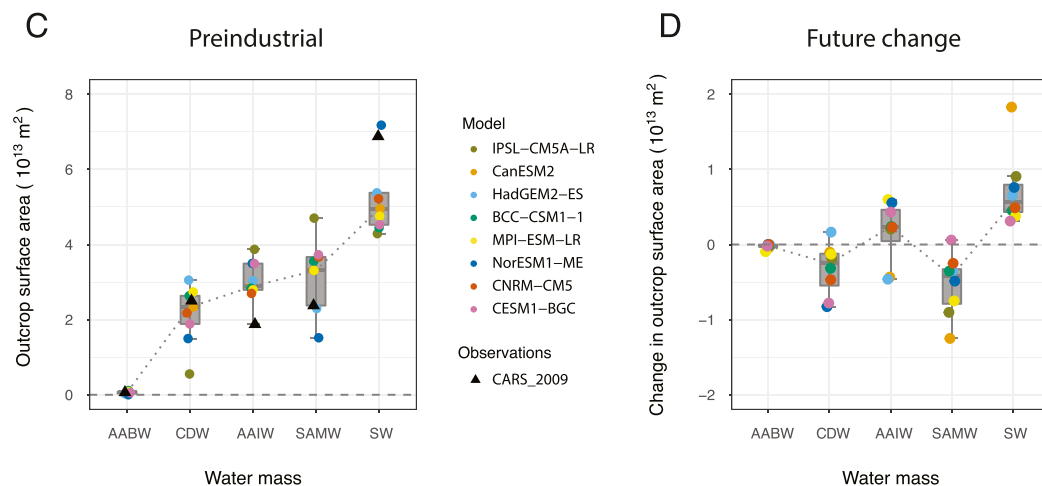 C
Preindustrial
Outcrop surface area ( 10¹³ m² )
8
6
4
2
0
AABW CDW AAIW SAMW SW
Water mass
Model
IPSL−CM5A−LR
CanESM2
HadGEM2−ES
BCC−CSM1−1
MPI−ESM−LR
NorESM1−ME
CNRM−CM5
CESM1−BGC
Observations
CARS_2009
D
Future change
Change in outcrop surface area ( 10¹³ m² )
2
1
0
−1
−2
AABW CDW AAIW SAMW SW
Water mass